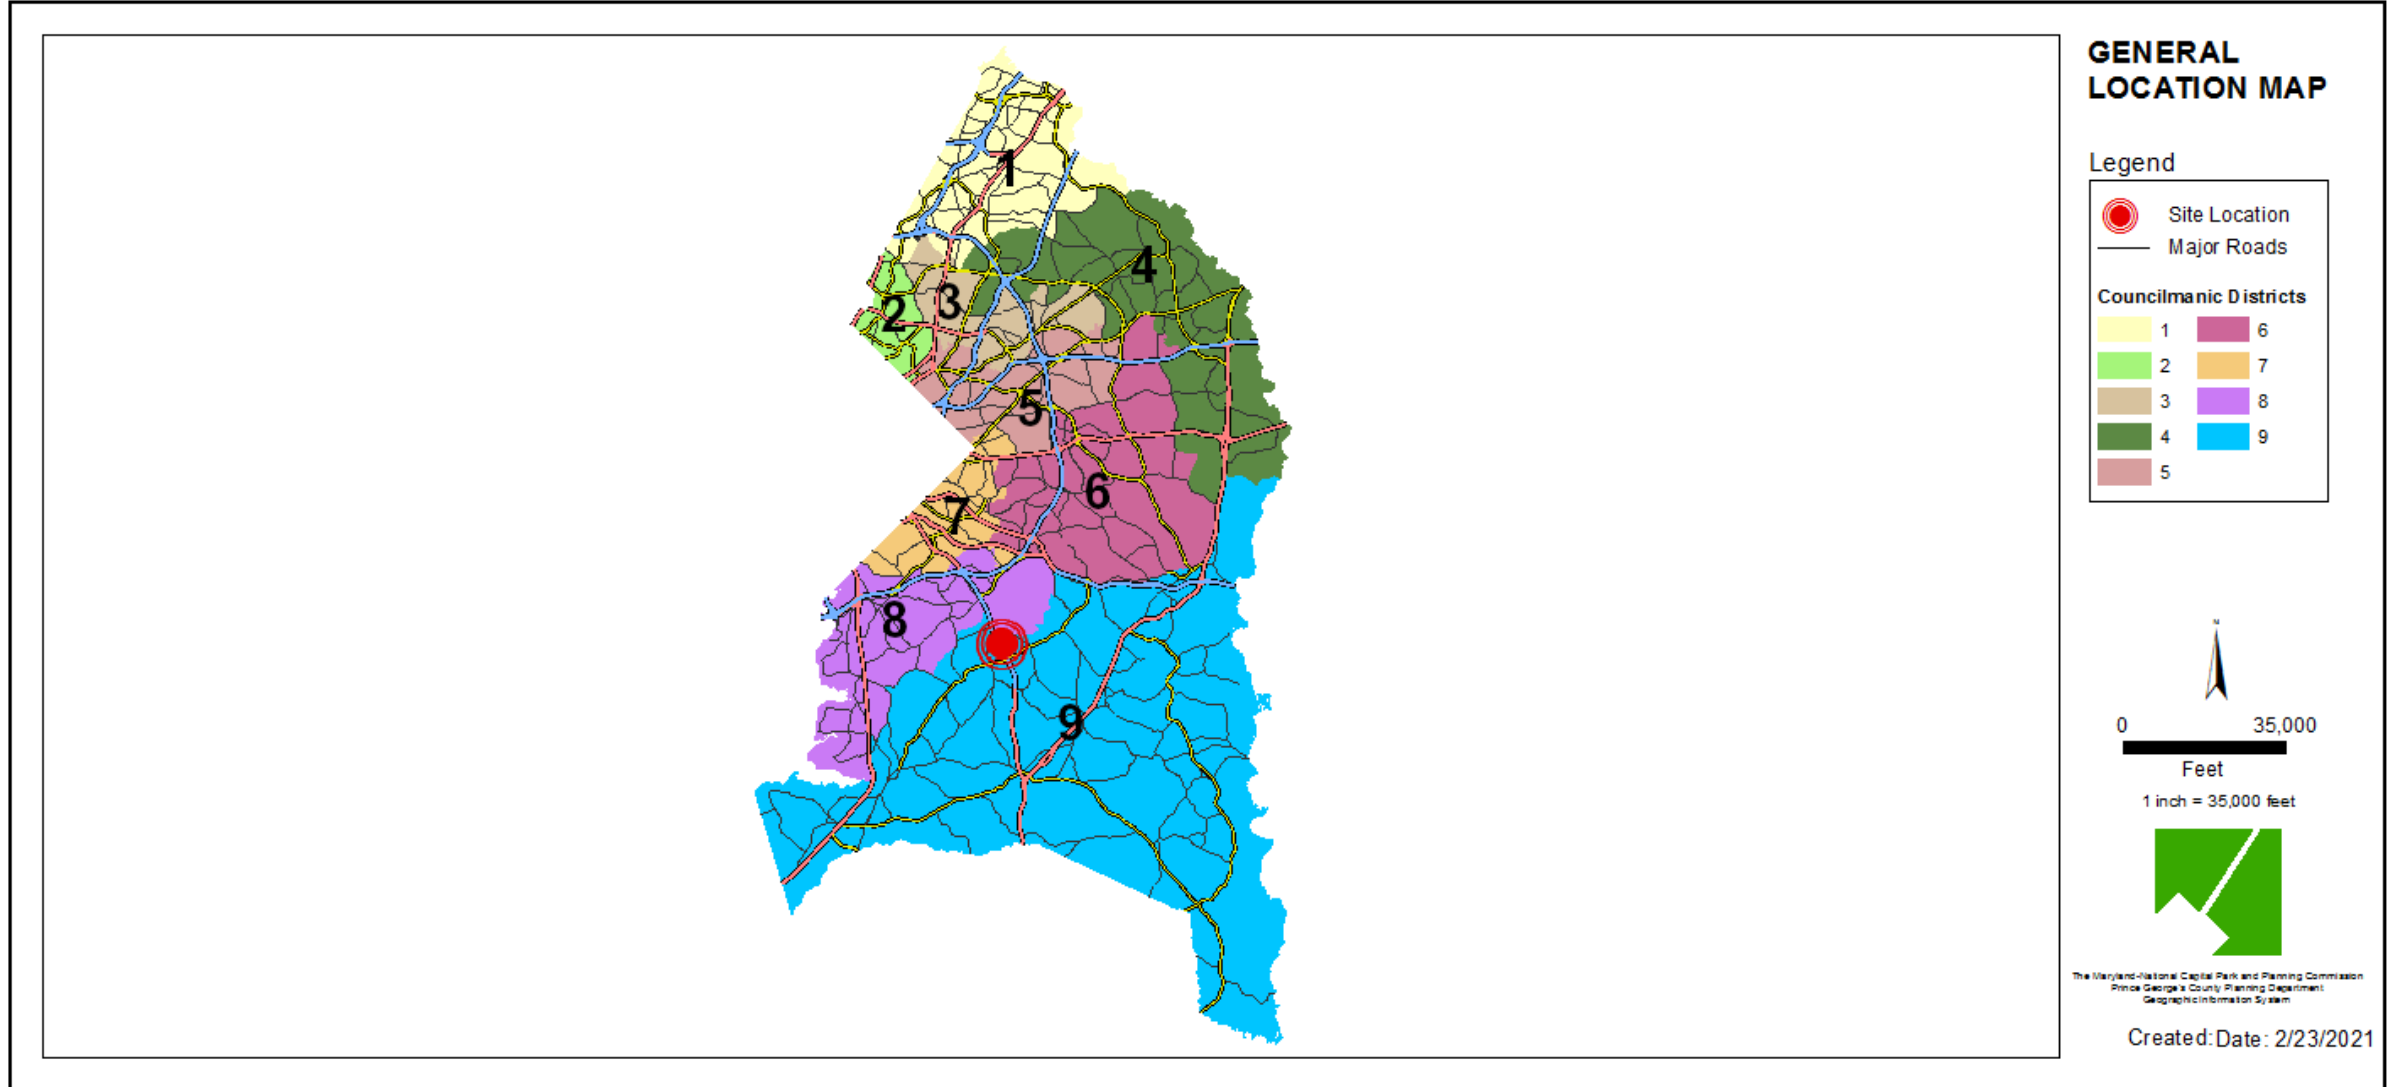 GENERAL
LOCATION MAP
Legend
Site Location
Major Roads
Councilmanic Districts
1 6
2 7
3 8
4 9
5
1
4
3
2
5
6
7
8
9
N
0 35,000
Feet
1 inch = 35,000 feet
The Maryland-National Capital Park and Planning Commission
Prince George's County Planning Department
Geographic Information System
Created: Date: 2/23/2021